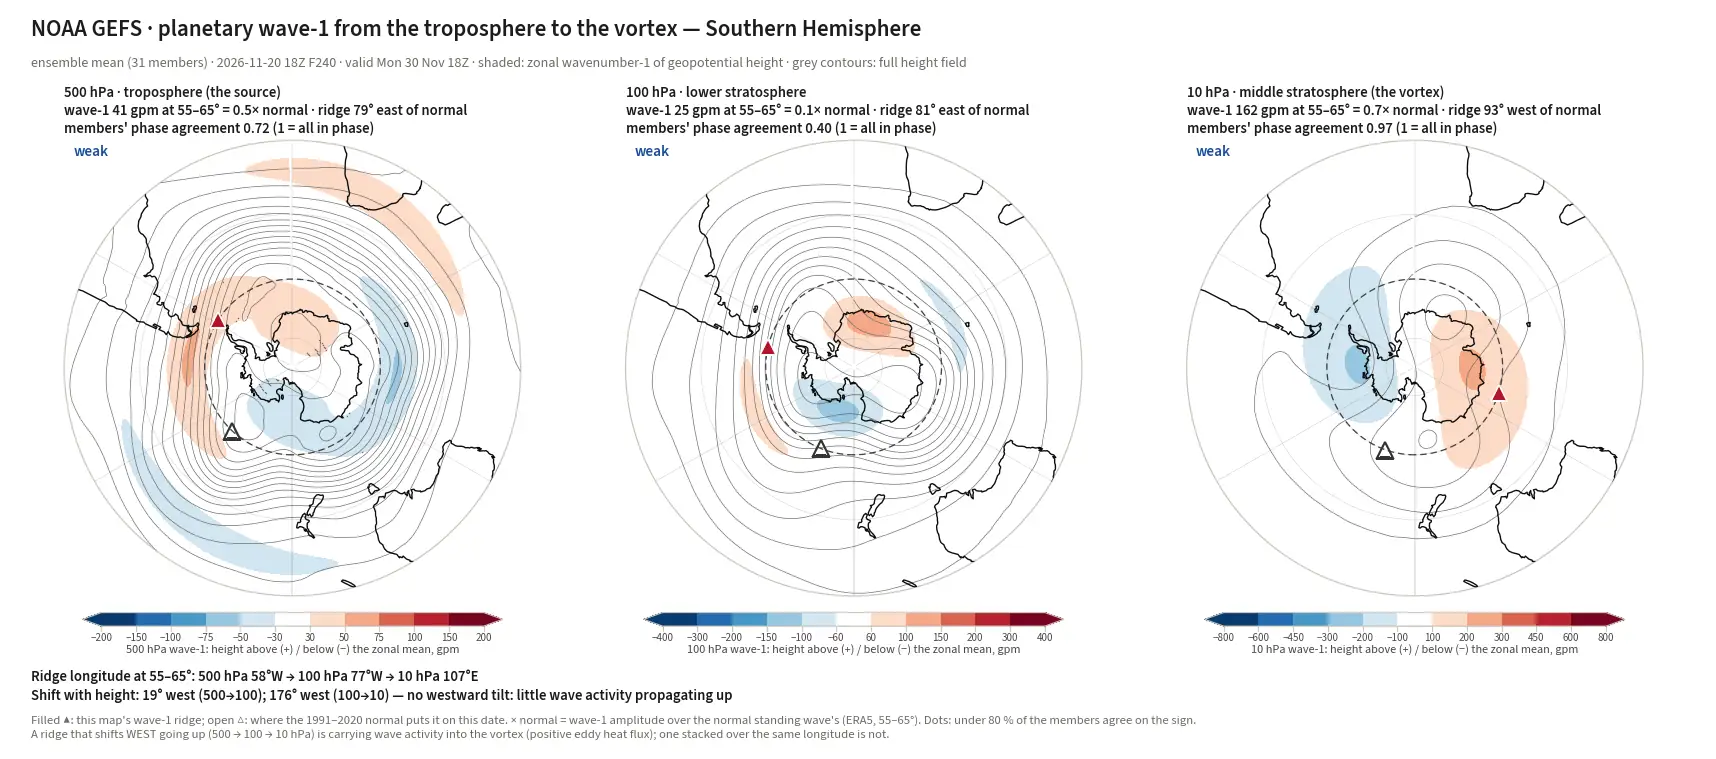 NOAA GEFS · planetary wave-1 from the troposphere to the vortex — Southern Hemisphere
ensemble mean (31 members) · 2026-11-20 18Z F240 · valid Mon 30 Nov 18Z · shaded: zonal wavenumber-1 of geopotential height · grey contours: full height field
500 hPa · troposphere (the source)
wave-1 41 gpm at 55–65° = 0.5× normal · ridge 79° east of normal
members' phase agreement 0.72 (1 = all in phase)
weak
100 hPa · lower stratosphere
wave-1 25 gpm at 55–65° = 0.1× normal · ridge 81° east of normal
members' phase agreement 0.40 (1 = all in phase)
weak
10 hPa · middle stratosphere (the vortex)
wave-1 162 gpm at 55–65° = 0.7× normal · ridge 93° west of normal
members' phase agreement 0.97 (1 = all in phase)
weak
−200 −150 −100 −75 −50 −30 30 50 75 100 150 200
500 hPa wave-1: height above (+) / below (−) the zonal mean, gpm
−400 −300 −200 −150 −100 −60 60 100 150 200 300 400
100 hPa wave-1: height above (+) / below (−) the zonal mean, gpm
−800 −600 −450 −300 −200 −100 100 200 300 450 600 800
10 hPa wave-1: height above (+) / below (−) the zonal mean, gpm
Ridge longitude at 55–65°: 500 hPa 58°W → 100 hPa 77°W → 10 hPa 107°E
Shift with height: 19° west (500→100); 176° west (100→10) — no westward tilt: little wave activity propagating up
Filled ▲: this map's wave-1 ridge; open △: where the 1991–2020 normal puts it on this date. × normal = wave-1 amplitude over the normal standing wave's (ERA5, 55–65°). Dots: under 80 % of the members agree on the sign.
A ridge that shifts WEST going up (500 → 100 → 10 hPa) is carrying wave activity into the vortex (positive eddy heat flux); one stacked over the same longitude is not.